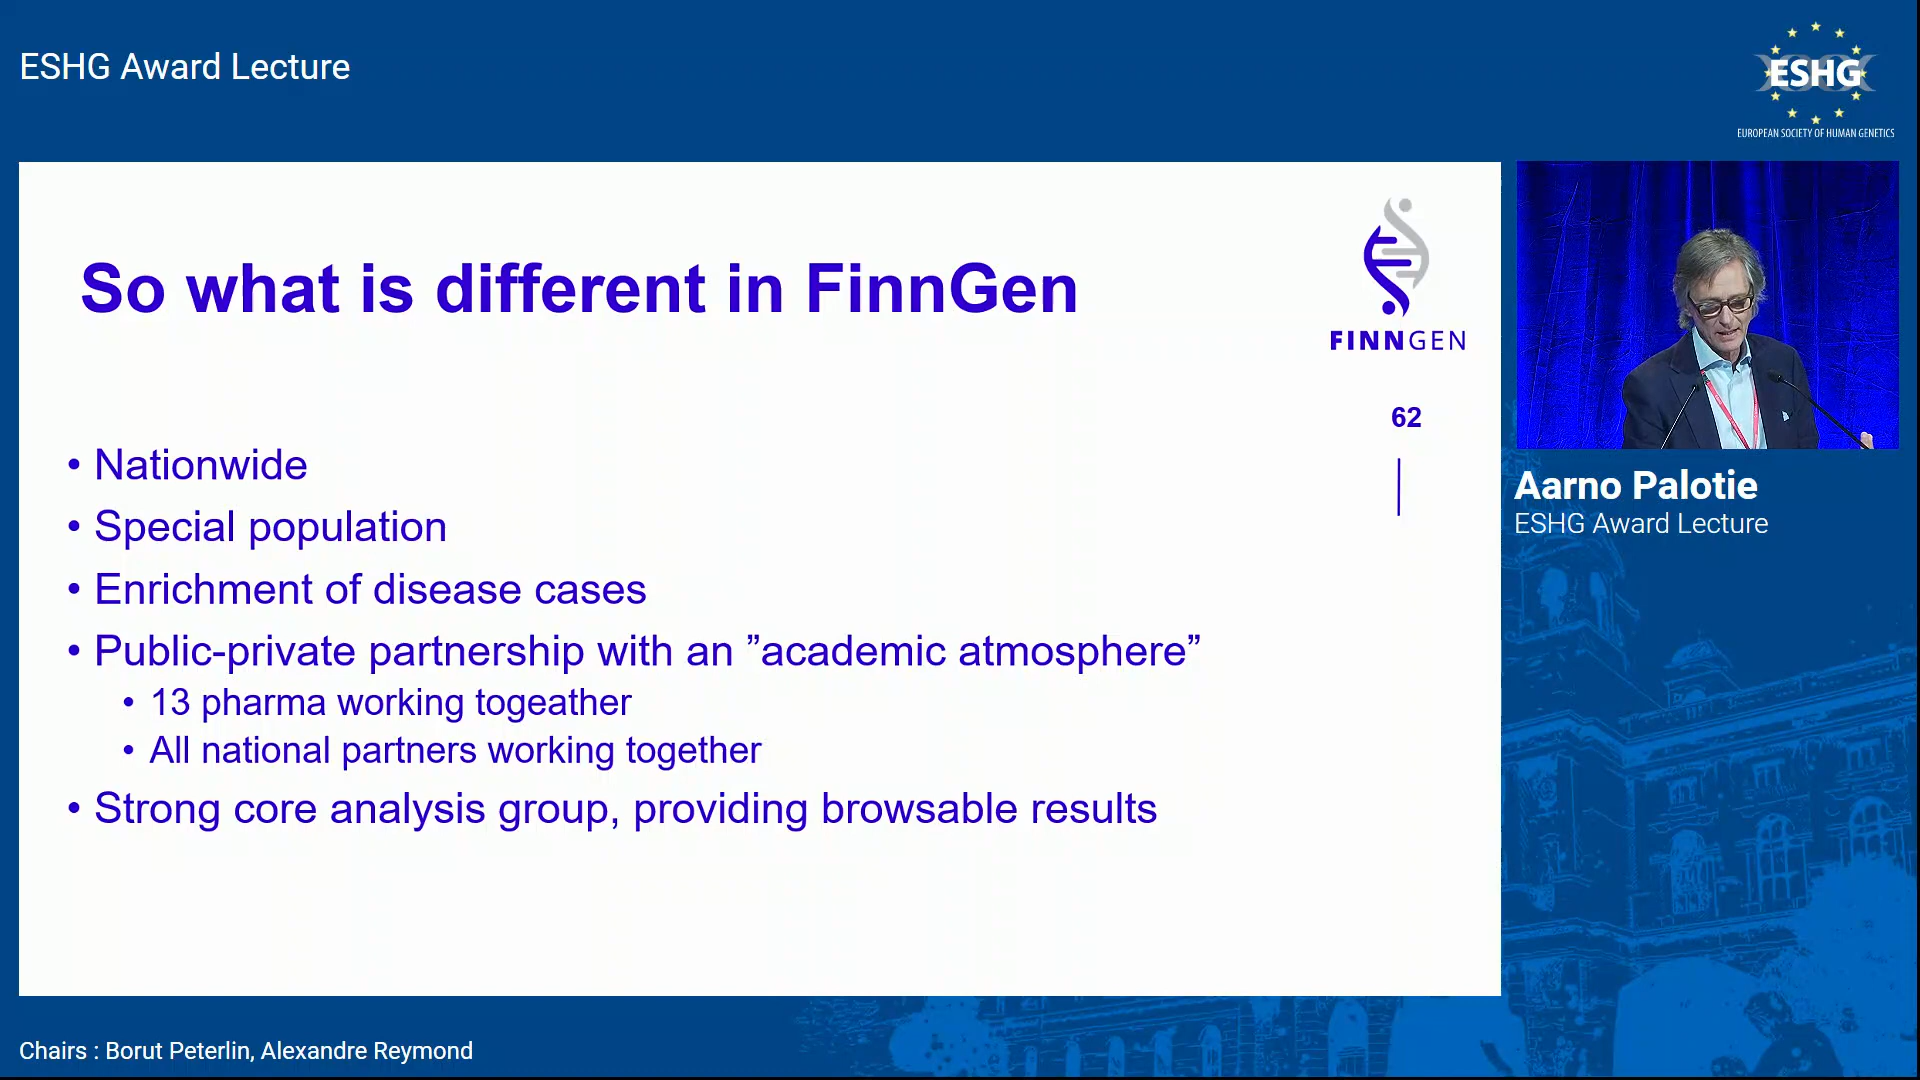 ESHG Award Lecture
ESHG
EUROPEAN SOCIETY OF HUMAN GENETICS
So what is different in FinnGen
FINNGEN
62
• Nationwide
• Special population
• Enrichment of disease cases
• Public-private partnership with an ”academic atmosphere”
• 13 pharma working togeather
• All national partners working together
• Strong core analysis group, providing browsable results
Aarno Palotie
ESHG Award Lecture
Chairs : Borut Peterlin, Alexandre Reymond